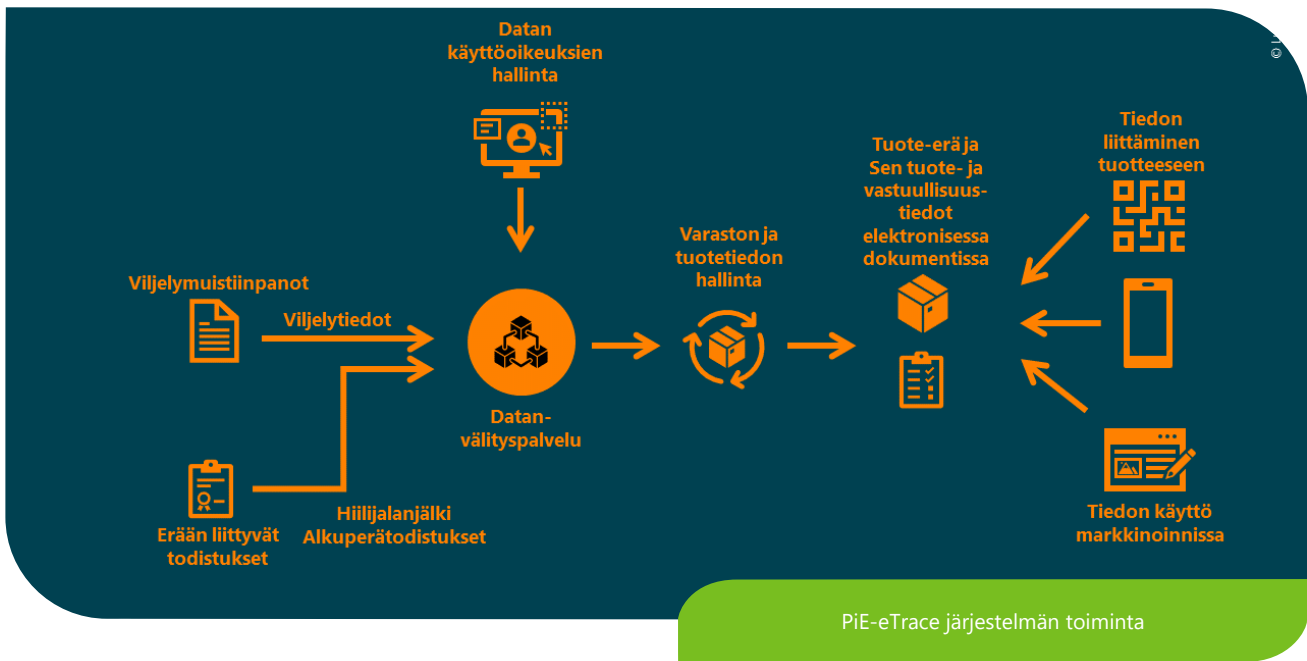 Datan
käyttöoikeuksien
hallinta
Tiedon
liittäminen
tuotteeseen
Tuote-erä ja
Sen tuote- ja
vastuullisuus-
tiedot
elektronisessa
dokumentissa
Varaston ja
tuotetiedon
hallinta
Viljelymuistiinpanot
Viljelytiedot
Datan-
välityspalvelu
Hiilijalanjälki
Alkuperätodistukset
Erään liittyvät
todistukset
Tiedon käyttö
markkinoinnissa
PiE-eTrace järjestelmän toiminta